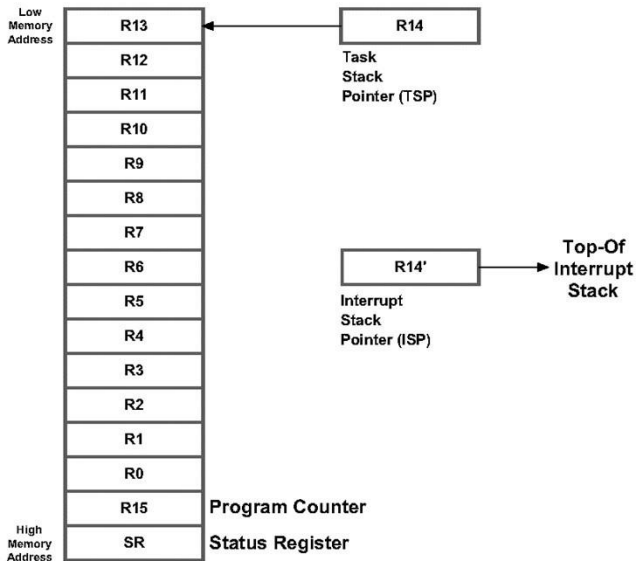 Low
Memory
Address
R13
R14
R12
Task
Stack
Pointer (TSP)
R11
R10
R9
R8
R7
R6
R14'
Top-Of
Interrupt
Stack
R5
Interrupt
Stack
Pointer (ISP)
R4
R3
R2
R1
R0
R15
Program Counter
High
Memory
Address
SR
Status Register